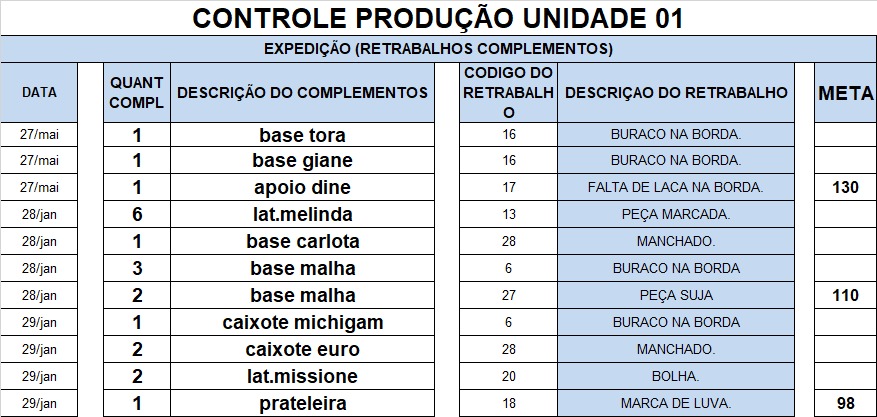 CONTROLE PRODUÇÃO UNIDADE 01
EXPEDIÇÃO (RETRABALHOS COMPLEMENTOS)
DATA QUANT COMPL DESCRIÇÃO DO COMPLEMENTOS CODIGO DO RETRABALHO DESCRIÇAO DO RETRABALHO META
27/mai 1 base tora 16 BURACO NA BORDA.
27/mai 1 base giane 16 BURACO NA BORDA.
27/mai 1 apoio dine 17 FALTA DE LACA NA BORDA. 130
28/jan 6 lat.melinda 13 PEÇA MARCADA.
28/jan 1 base carlota 28 MANCHADO.
28/jan 3 base malha 6 BURACO NA BORDA
28/jan 2 base malha 27 PEÇA SUJA 110
29/jan 1 caixote michigam 6 BURACO NA BORDA
29/jan 2 caixote euro 28 MANCHADO.
29/jan 2 lat.missione 20 BOLHA.
29/jan 1 prateleira 18 MARCA DE LUVA. 98